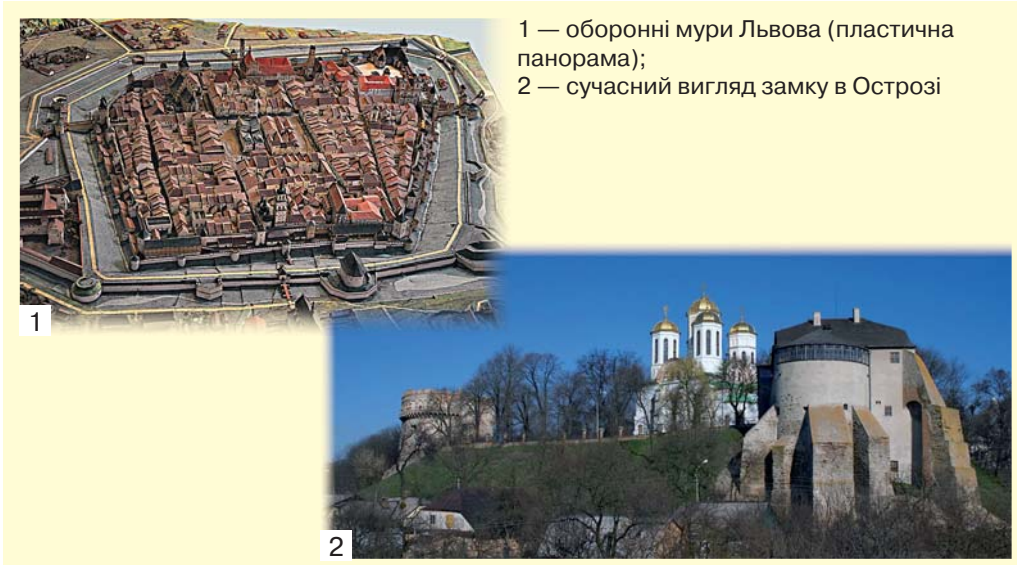 1 — оборонні мури Львова (пластична
панорама);
2 — сучасний вигляд замку в Острозі
1
2